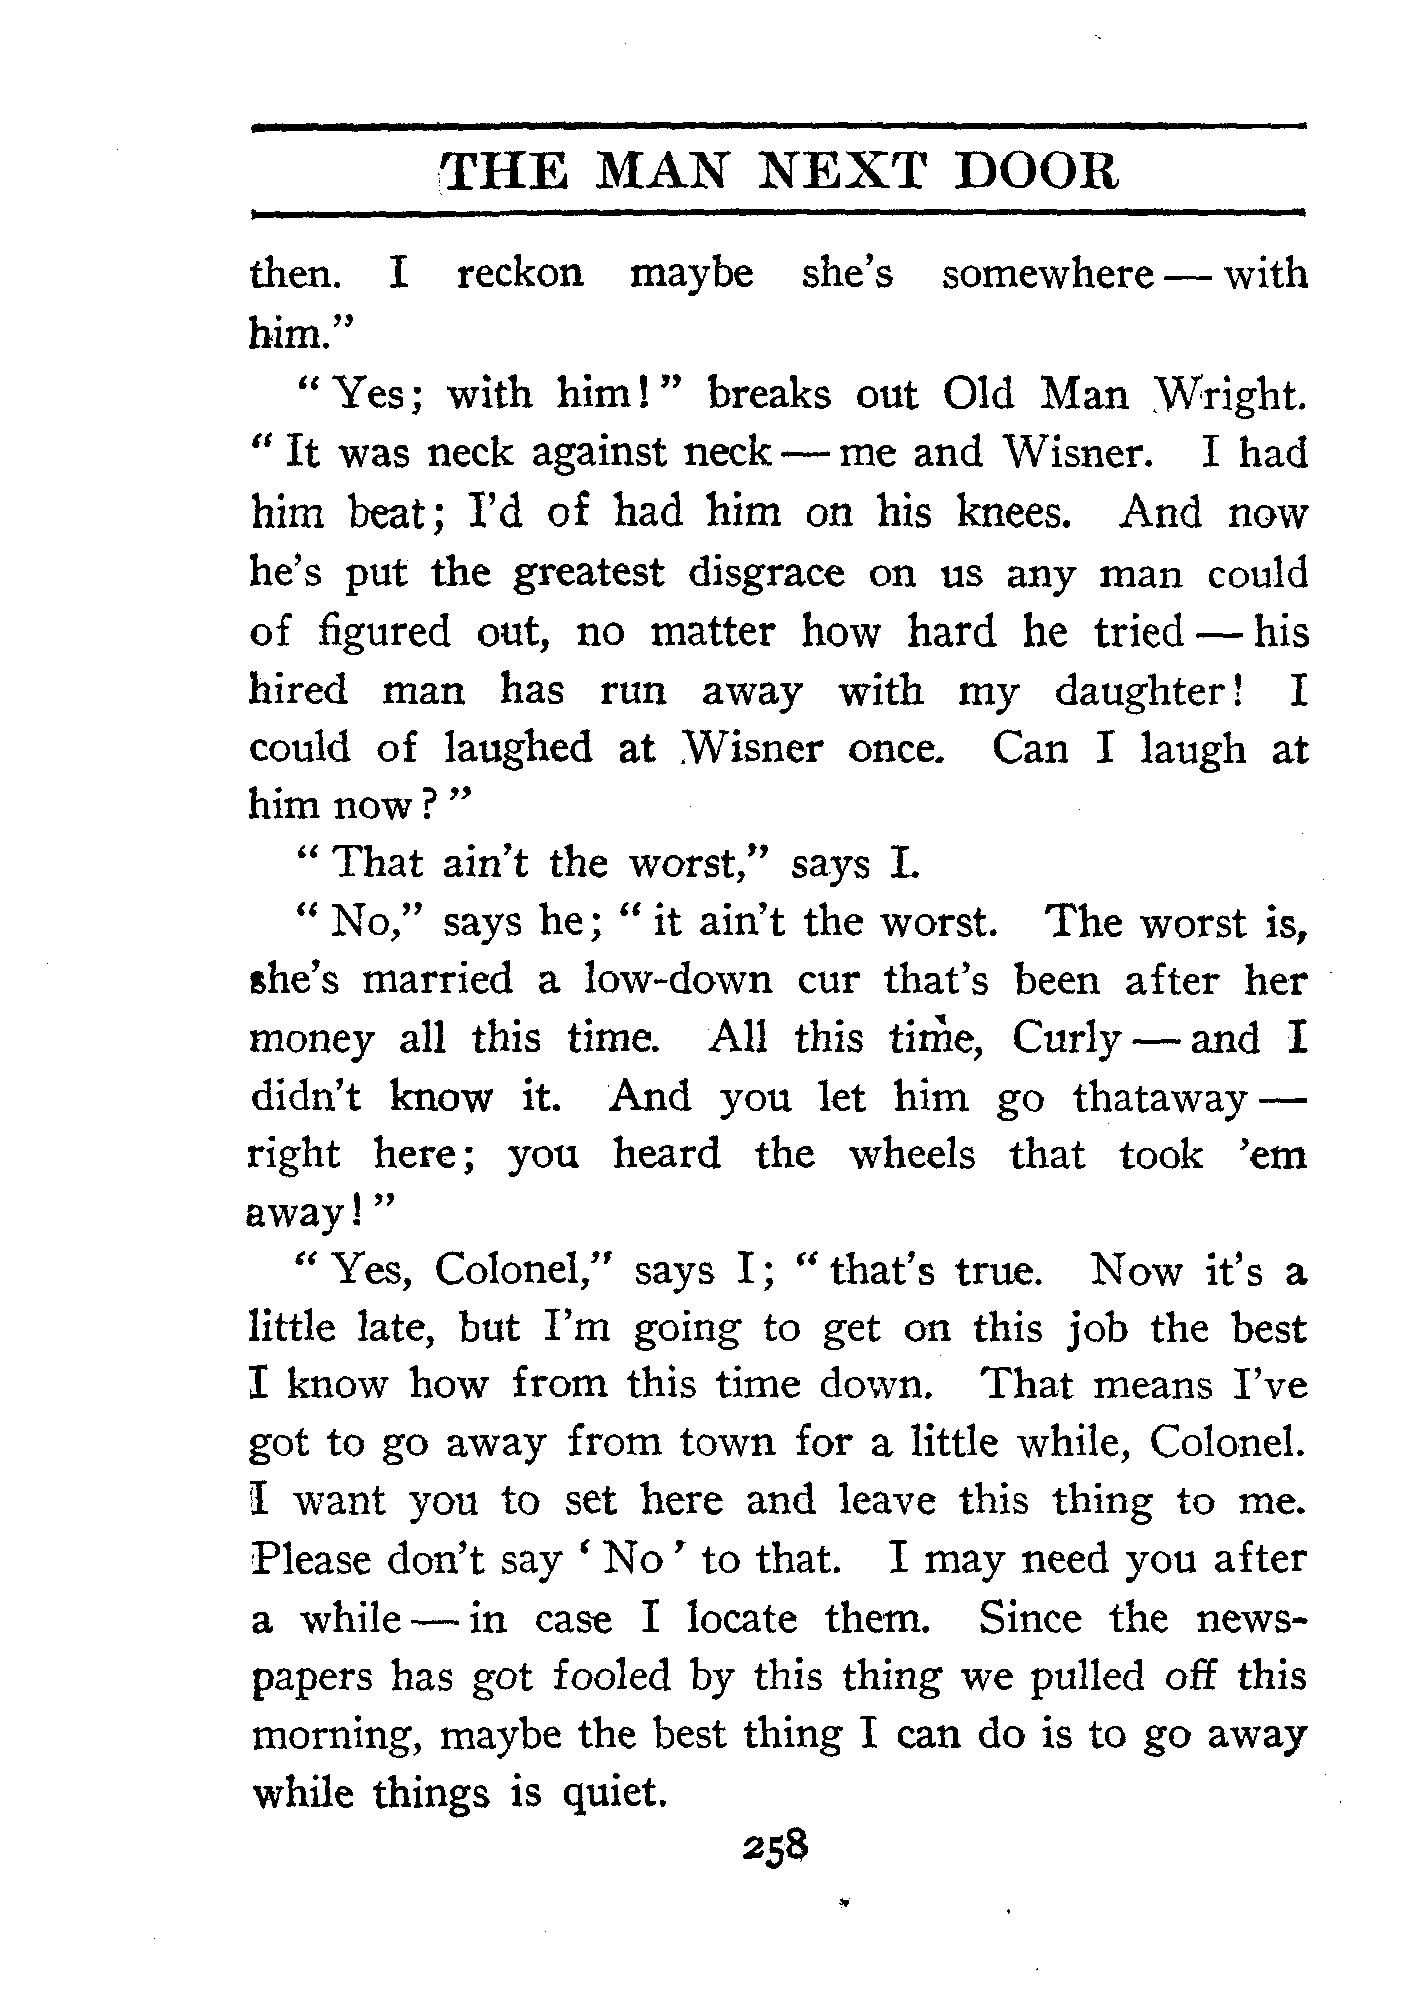 THE MAN NEXT DOOR
then. I reckon maybe she's somewhere — with
him."
"Yes; with him!" breaks out Old Man Wright.
"It was neck against neck — me and Wisner. I had
him beat; I'd of had him on his knees. And now
he's put the greatest disgrace on us any man could
of figured out, no matter how hard he tried — his
hired man has run away with my daughter! I
could of laughed at Wisner once. Can I laugh at
him now?"
"That ain't the worst," says I.
"No," says he; "it ain't the worst. The worst is,
she's married a low-down cur that's been after her
money all this time. All this time, Curly — and I
didn't know it. And you let him go thataway —
right here; you heard the wheels that took 'em
away!"
"Yes, Colonel," says I; "that's true. Now it's a
little late, but I'm going to get on this job the best
I know how from this time down. That means I've
got to go away from town for a little while, Colonel.
I want you to set here and leave this thing to me.
Please don't say 'No' to that. I may need you after
a while — in case I locate them. Since the news-
papers has got fooled by this thing we pulled off this
morning, maybe the best thing I can do is to go away
while things is quiet.
258